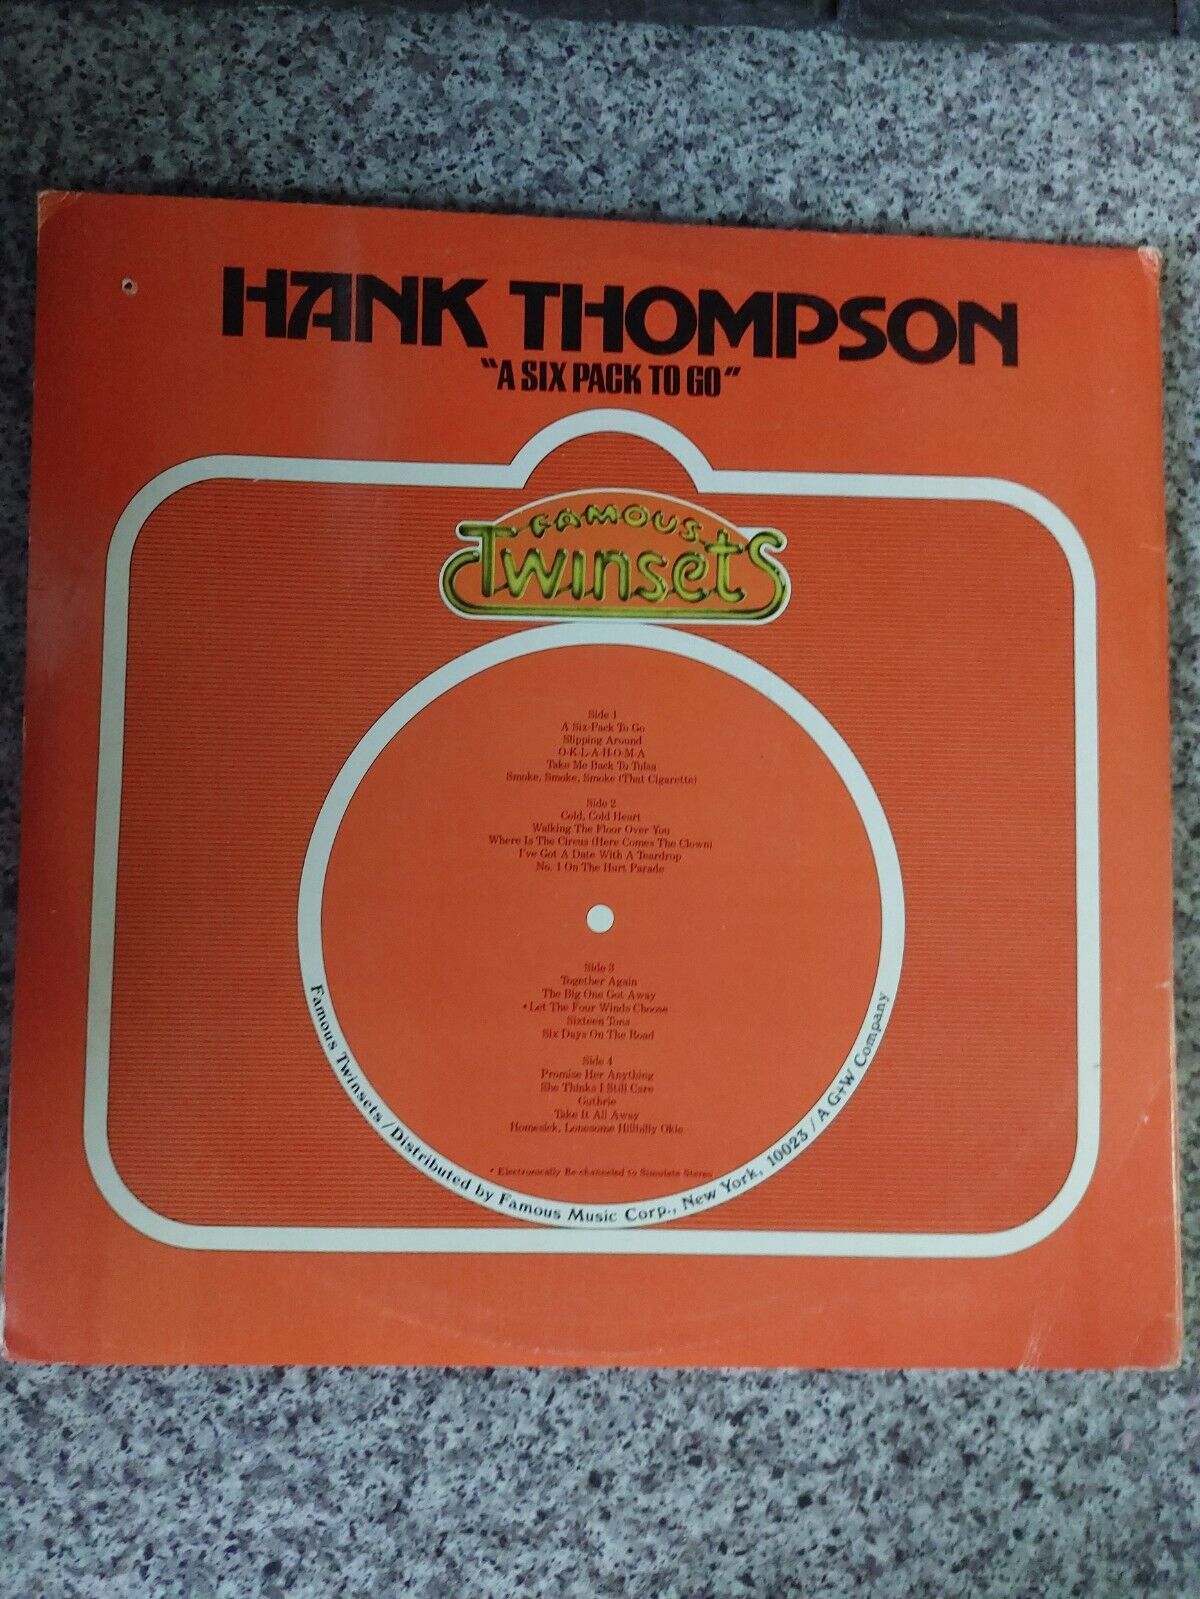 HANK THOMPSON
"A SIX PACK TO GO"
FAMOUS
Twinsets
Side 1
A Six-Pack To Go
Slipping Around
O-K-L-A-H-O-M-A
Take Me Back To Tulsa
Smoke, Smoke, Smoke (That Cigarette)
Side 2
Cold, Cold Heart
Walking The Floor Over You
Where Is The Circus (Here Comes The Clown)
I've Got A Date With A Teardrop
No. 1 On The Hurt Parade
Side 3
Together Again
The Big One Got Away
* Let The Four Winds Choose
Sixteen Tons
Six Days On The Road
Side 4
Promise Her Anything
She Thinks I Still Care
Guthrie
Take It All Away
Homesick, Lonesome Hillbilly Okie
* Electronically Re-channeled to Simulate Stereo
Famous Twinsets / Distributed by Famous Music Corp., New York, 10023 / A G+W Company